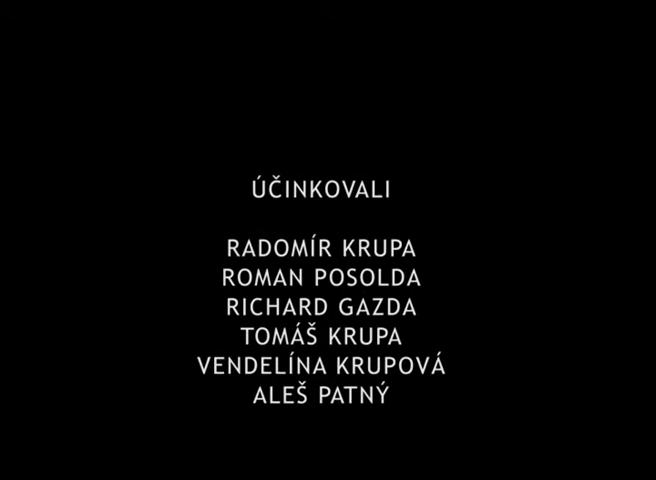 ÚČINKOVALI
RADOMÍR KRUPA
ROMAN POSOLDA
RICHARD GAZDA
TOMÁŠ KRUPA
VENDELÍNA KRUPOVÁ
ALEŠ PATNÝ